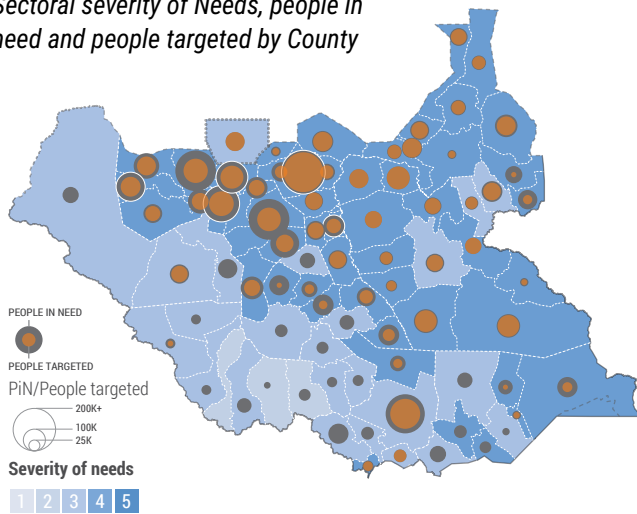 Sectoral severity of Needs, people in
need and people targeted by County
PEOPLE IN NEED
PEOPLE TARGETED
PiN/People targeted
200K+
100K
25K
Severity of needs
1 2 3 4 5